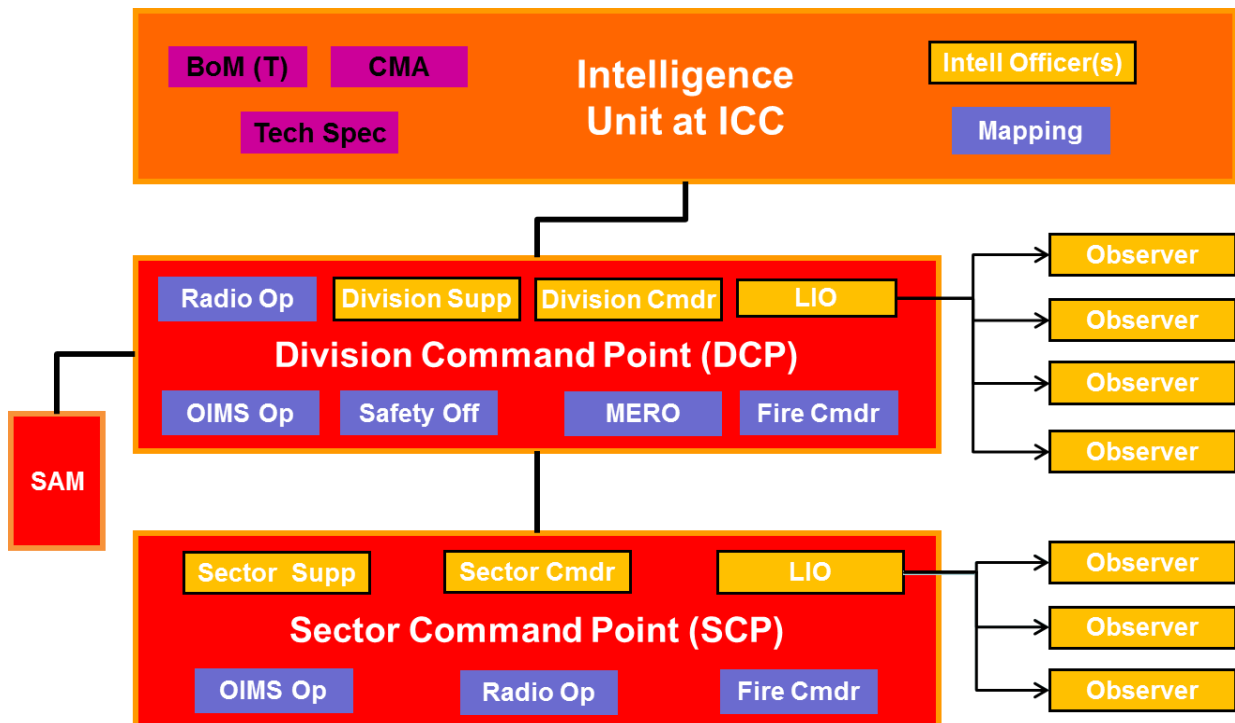 BoM (T)
CMA
Tech Spec
Intelligence
Unit at ICC
Intell Officer(s)
Mapping
Radio Op
Division Supp
Division Cmdr
LIO
Division Command Point (DCP)
OIMS Op
Safety Off
MERO
Fire Cmdr
Observer
Observer
Observer
Observer
SAM
Sector Supp
Sector Cmdr
LIO
Sector Command Point (SCP)
OIMS Op
Radio Op
Fire Cmdr
Observer
Observer
Observer